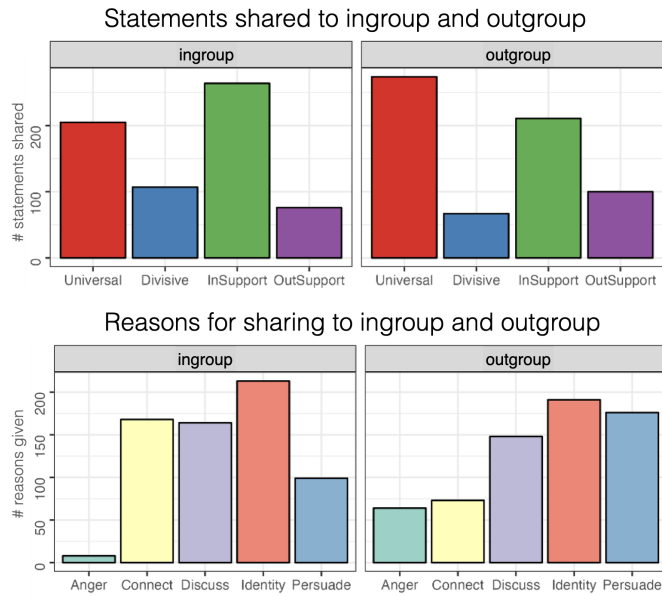 Statements shared to ingroup and outgroup
ingroup
outgroup
# statements shared
200
100
0
Universal Divisive InSupport OutSupport
Universal Divisive InSupport OutSupport
Reasons for sharing to ingroup and outgroup
ingroup
outgroup
# reasons given
200
150
100
50
0
Anger Connect Discuss Identity Persuade
Anger Connect Discuss Identity Persuade